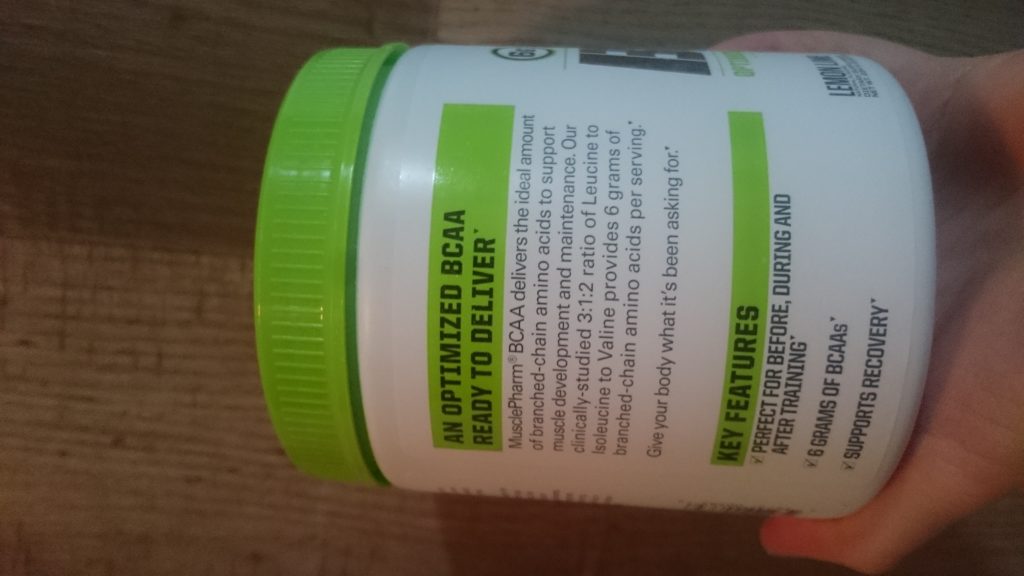 AN OPTIMIZED BCAA
READY TO DELIVER*
MusclePharm® BCAA delivers the ideal amount
of branched-chain amino acids to support
muscle development and maintenance. Our
clinically-studied 3:1:2 ratio of Leucine to
Isoleucine to Valine provides 6 grams of
branched-chain amino acids per serving.*
Give your body what it's been asking for.*
KEY FEATURES
PERFECT FOR BEFORE, DURING AND
AFTER TRAINING*
6 GRAMS OF BCAAs*
SUPPORTS RECOVERY*